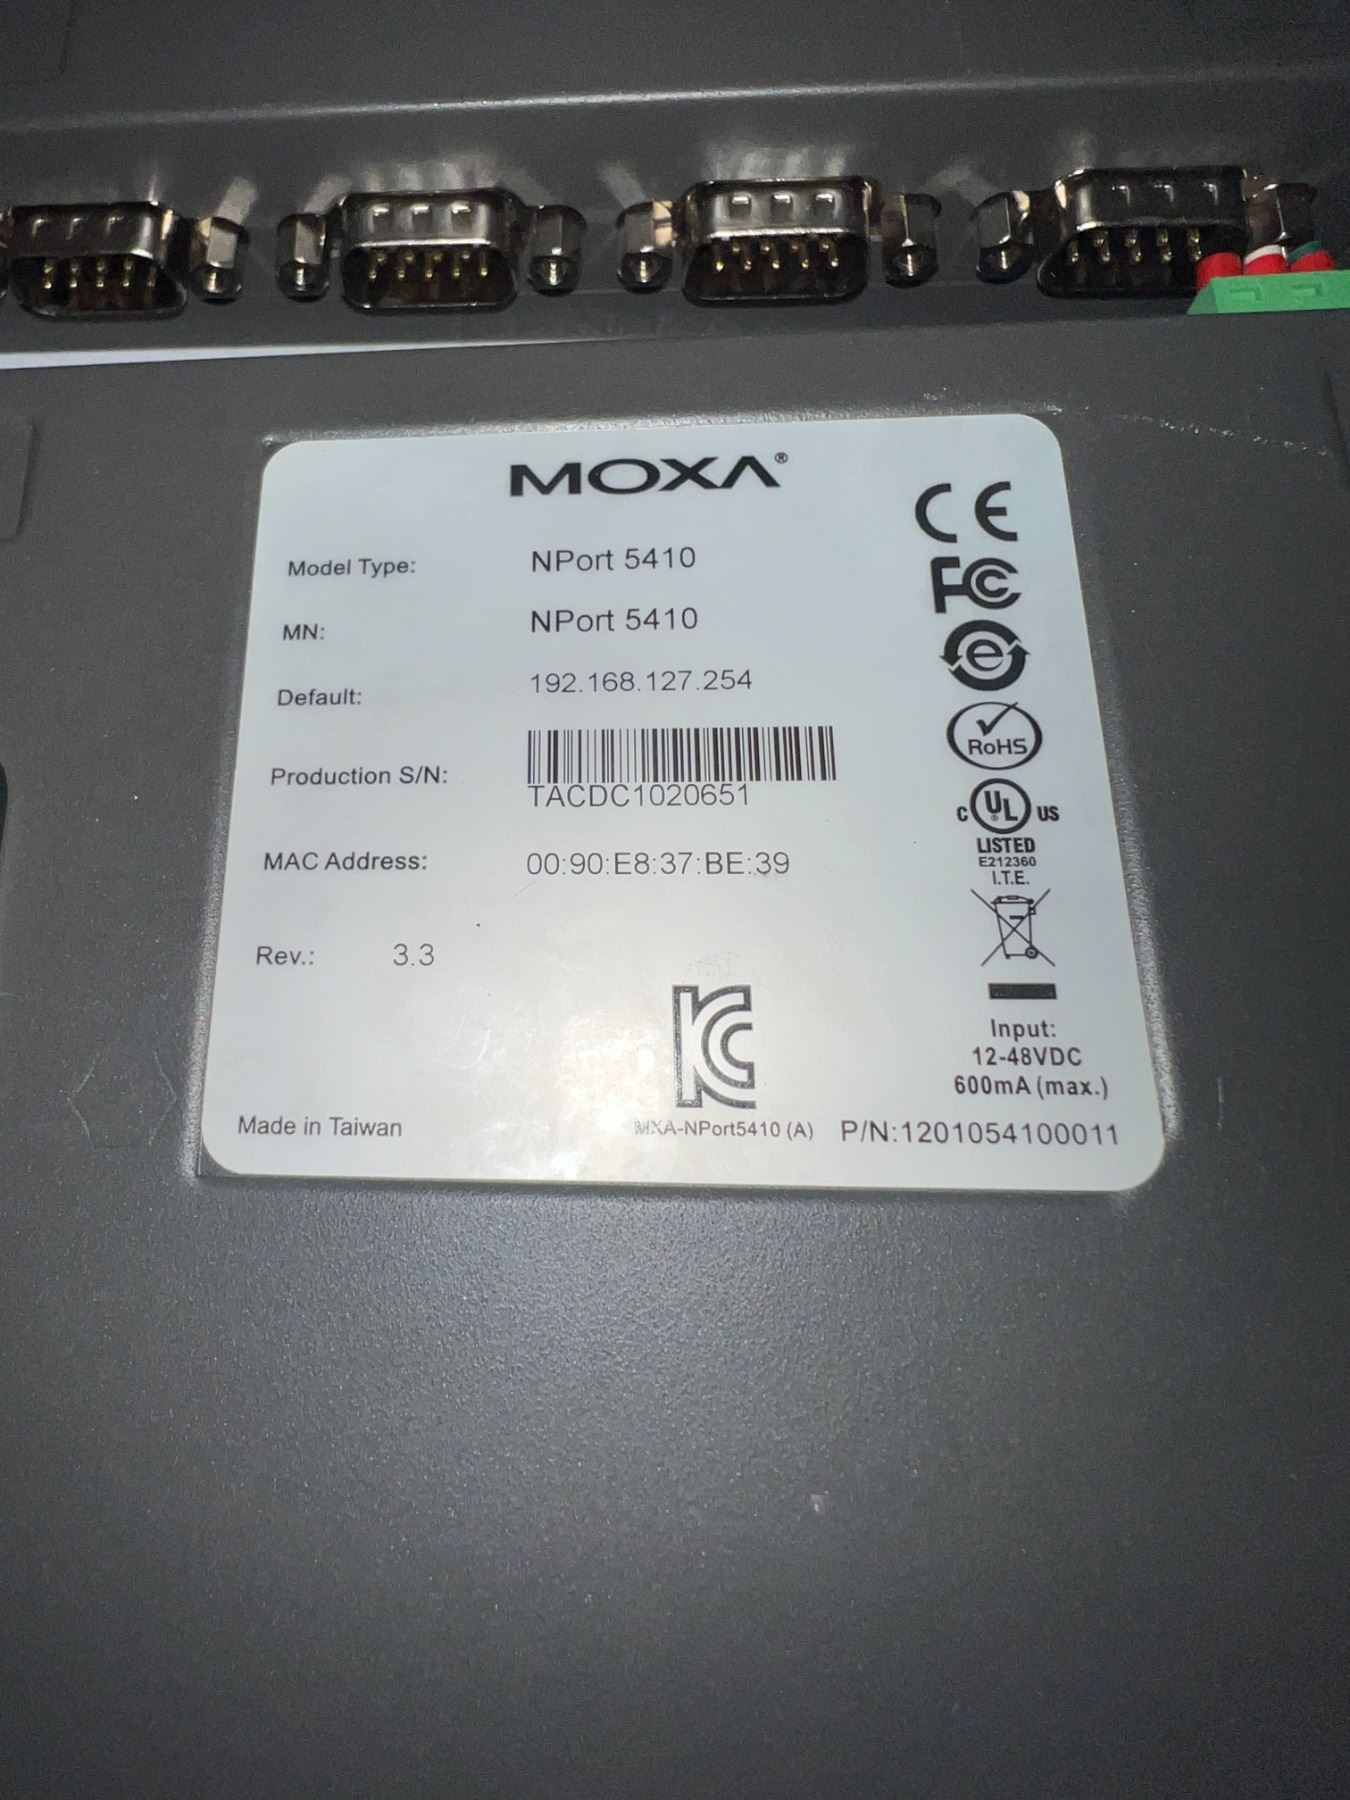 MOXA®
Model Type: NPort 5410
MN: NPort 5410
Default: 192.168.127.254
Production S/N: TACDC1020651
MAC Address: 00:90:E8:37:BE:39
Rev.: 3.3
Made in Taiwan
MXA-NPort5410 (A)
CE
FC
e
RoHS
C UL® US
LISTED
E212360
I.T.E.
Input:
12-48VDC
600mA (max.)
P/N:1201054100011